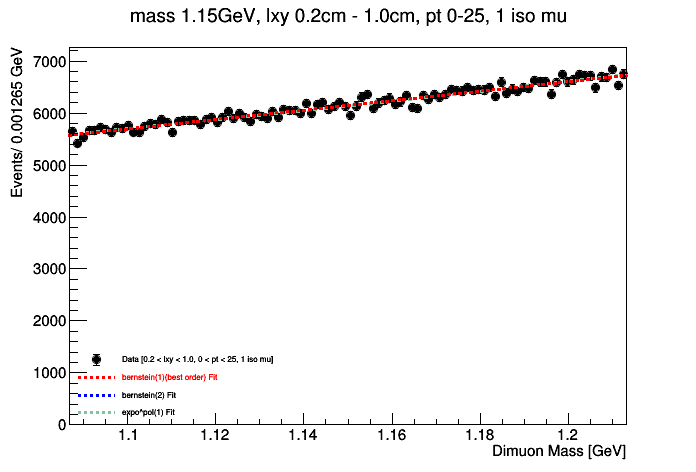 mass 1.15GeV, lxy 0.2cm - 1.0cm, pt 0-25, 1 iso mu
Events/ 0.001265 GeV
7000
6000
5000
4000
3000
2000
1000
0
Data [0.2 < lxy < 1.0, 0 < pt < 25, 1 iso mu]
bernstein(1)(best order) Fit
bernstein(2) Fit
expo^pol(1) Fit
1.1 1.12 1.14 1.16 1.18 1.2
Dimuon Mass [GeV]